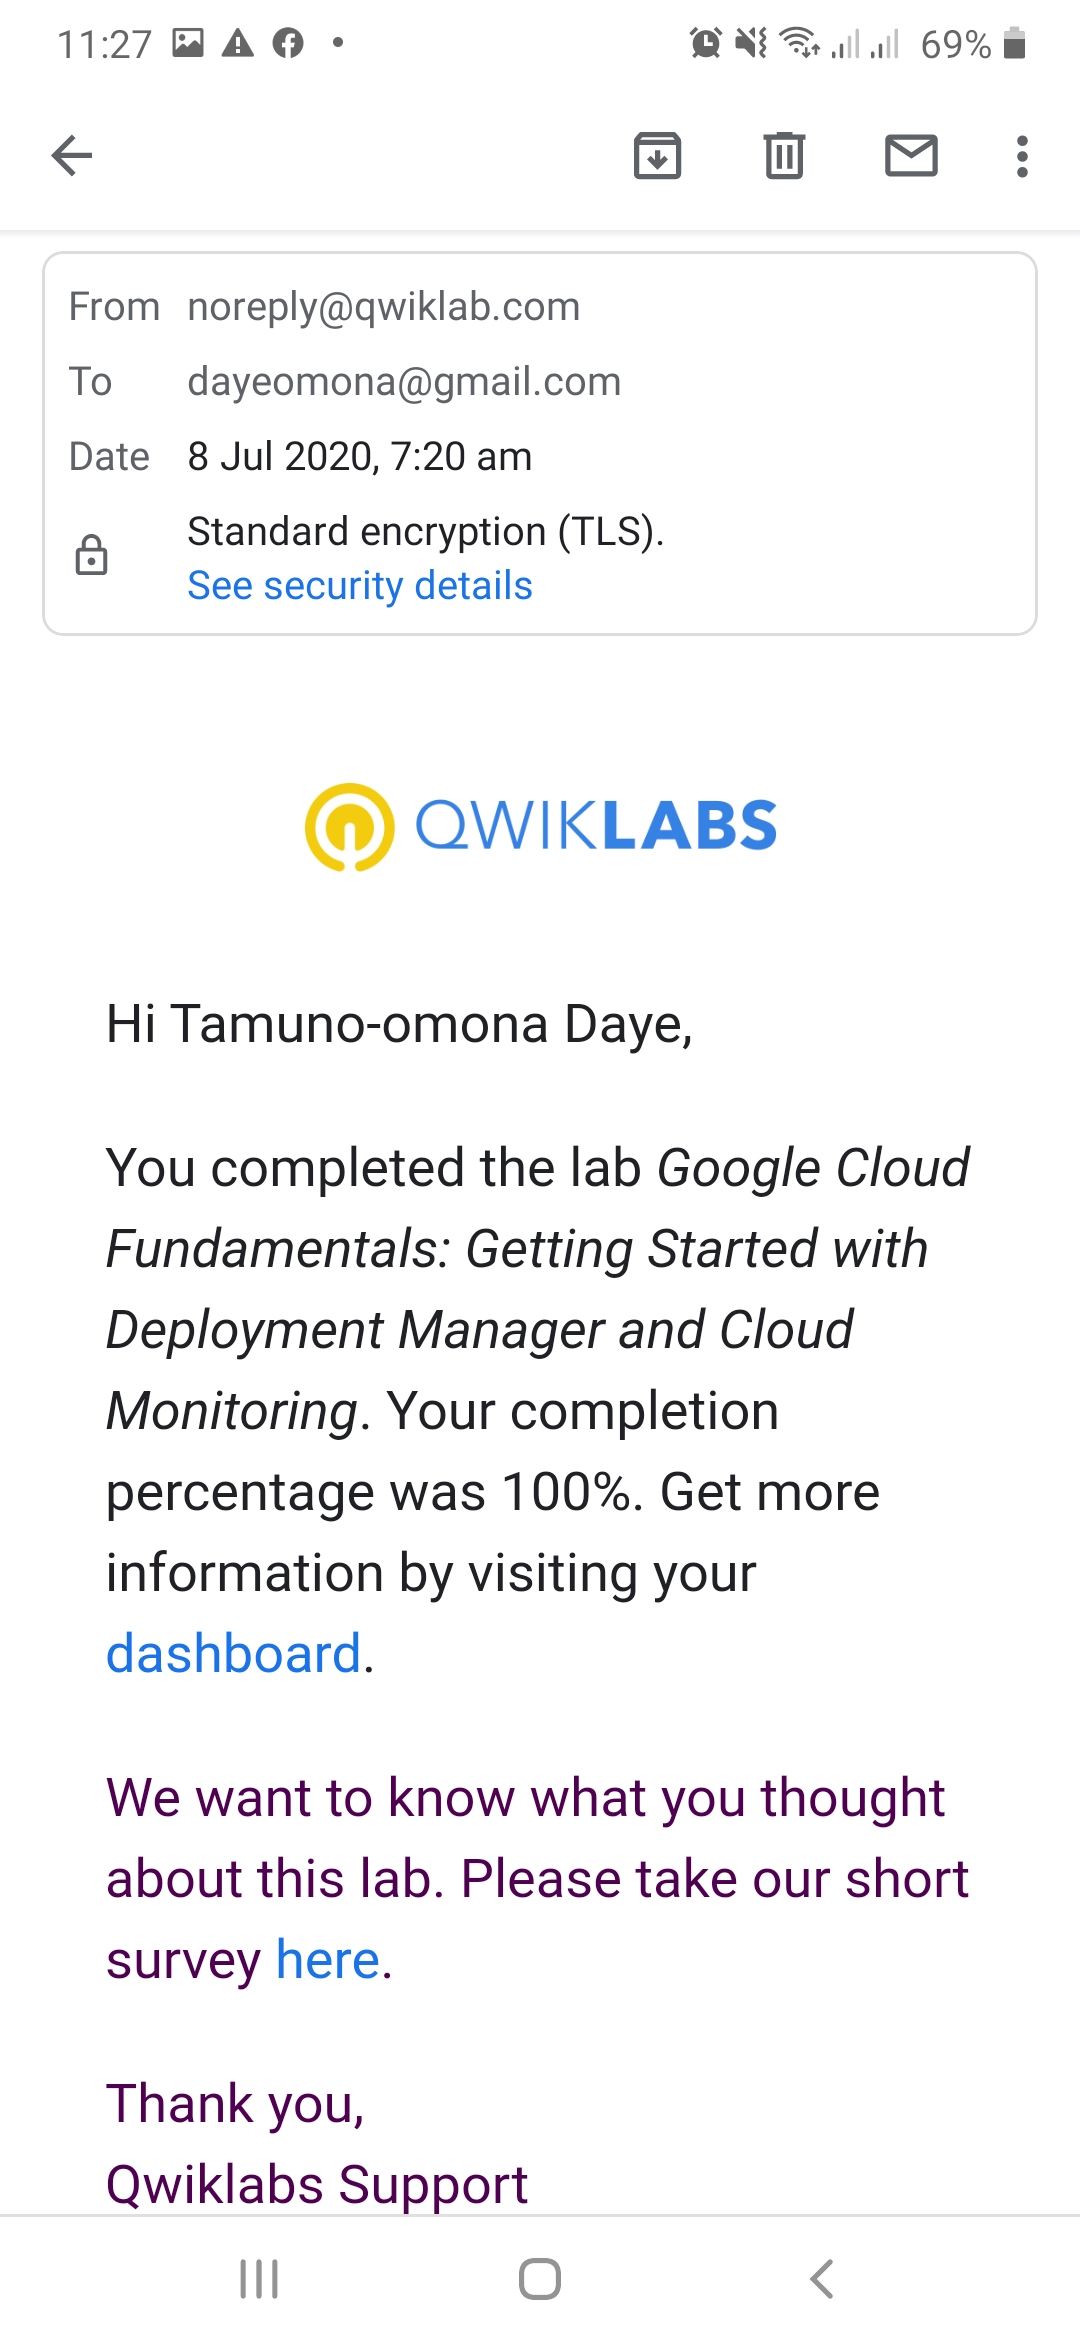 11:27
69%
From noreply@qwiklab.com
To dayeomona@gmail.com
Date 8 Jul 2020, 7:20 am
Standard encryption (TLS).
See security details
QWIKLABS
Hi Tamuno-omona Daye,
You completed the lab Google Cloud
Fundamentals: Getting Started with
Deployment Manager and Cloud
Monitoring. Your completion
percentage was 100%. Get more
information by visiting your
dashboard.
We want to know what you thought
about this lab. Please take our short
survey here.
Thank you,
Qwiklabs Support